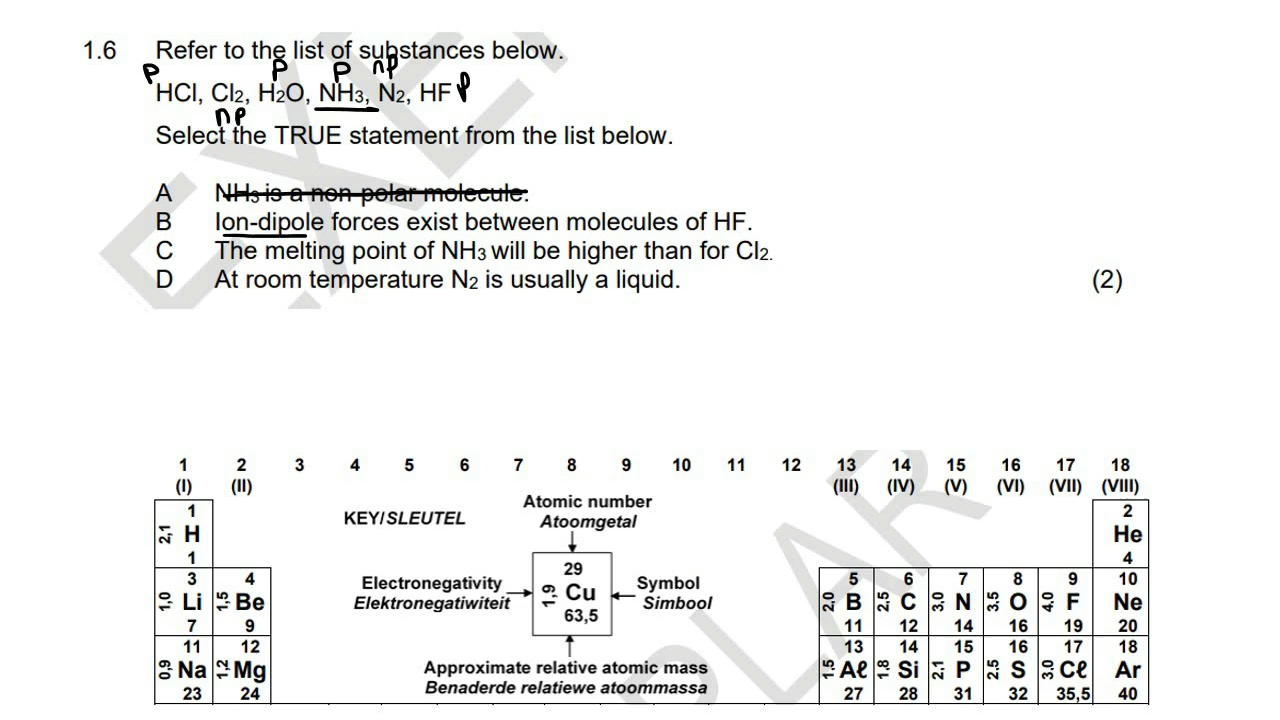 1.6 Refer to the list of substances below.
p p p np
HCl, Cl2, H2O, NH3, N2, HF p
np
Select the TRUE statement from the list below.
A NH3 is a non-polar molecule.
B Ion-dipole forces exist between molecules of HF.
C The melting point of NH3 will be higher than for Cl2.
D At room temperature N2 is usually a liquid. (2)
1 2 3 4 5 6 7 8 9 10 11 12 13 14 15 16 17 18
(I) (II) (III) (IV) (V) (VI) (VII) (VIII)
KEY/SLEUTEL
Atomic number
Atoomgetal
Electronegativity
Elektronegatiwiteit
29
1,9 Cu
63,5
Symbol
Simbool
Approximate relative atomic mass
Benaderde relatiewe atoommassa
1 2
2,1 H He
1 4
3 4 5 6 7 8 9 10
1,0 Li 1,5 Be 2,0 B 2,5 C 3,0 N 3,5 O 4,0 F Ne
7 9 11 12 14 16 19 20
11 12 13 14 15 16 17 18
0,9 Na 1,2 Mg 1,5 Aℓ 1,8 Si 2,1 P 2,5 S 3,0 Cℓ Ar
23 24 27 28 31 32 35,5 40